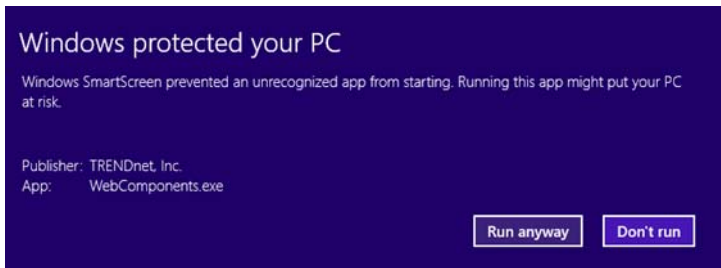 Windows protected your PC
Windows SmartScreen prevented an unrecognized app from starting. Running this app might put your PC
at risk.
Publisher: TRENDnet, Inc.
App: WebComponents.exe
Run anyway Don't run